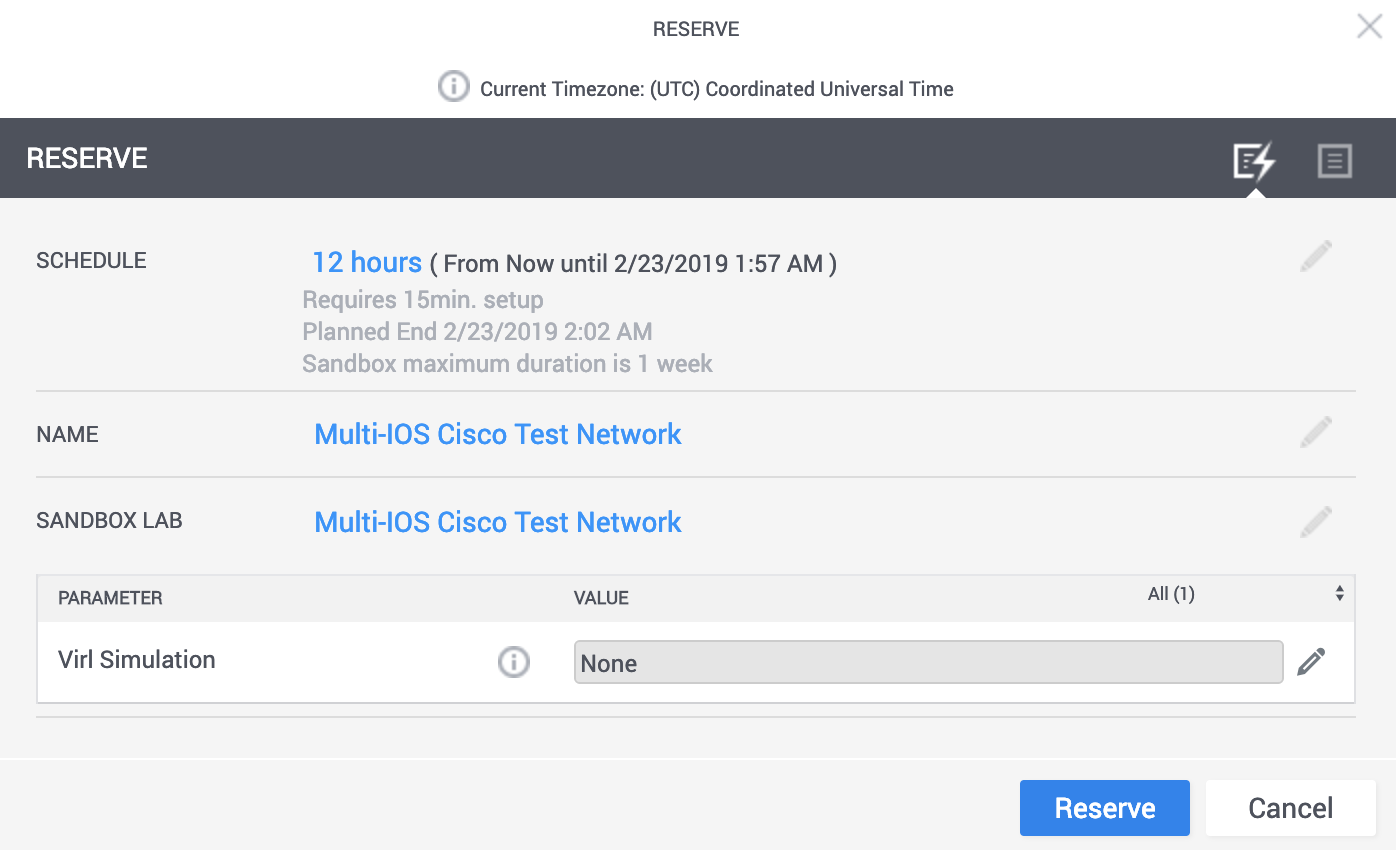 RESERVE
Current Timezone: (UTC) Coordinated Universal Time
RESERVE
SCHEDULE
12 hours ( From Now until 2/23/2019 1:57 AM )
Requires 15min. setup
Planned End 2/23/2019 2:02 AM
Sandbox maximum duration is 1 week
NAME
Multi-IOS Cisco Test Network
SANDBOX LAB
Multi-IOS Cisco Test Network
PARAMETER VALUE All (1)
Virl Simulation None
Reserve Cancel